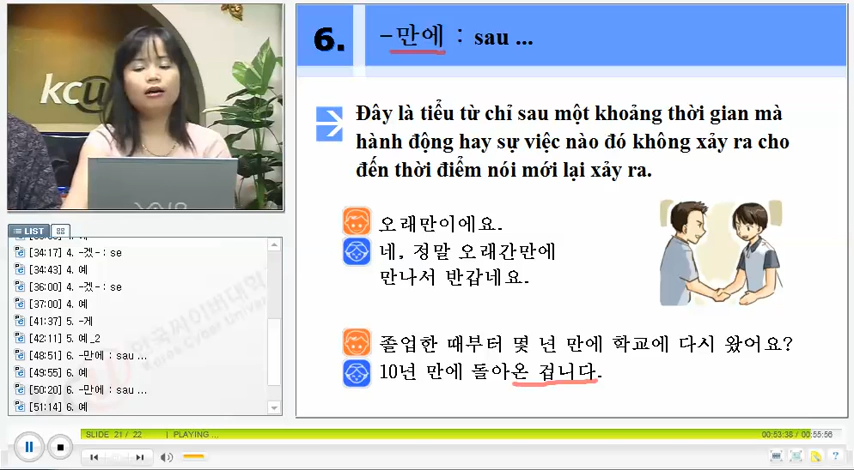 kcu
6. -만에 : sau ...
Đây là tiểu từ chỉ sau một khoảng thời gian mà
hành động hay sự việc nào đó không xảy ra cho
đến thời điểm nói mới lại xảy ra.
오래만이에요.
네, 정말 오래간만에
만나서 반갑네요.
졸업한 때부터 몇 년 만에 학교에 다시 왔어요?
10년 만에 돌아온 겁니다.
LIST
[34:17] 4. -겠- : se
[34:43] 4. 예
[36:00] 4. -겠- : se
[37:00] 4. 예
[41:37] 5. -게
[42:11] 5. 예_2
[48:51] 6. -만에 : sau ...
[49:55] 6. 예
[50:20] 6. -만에 : sau ...
[51:14] 6. 예
SLIDE 21 / 22 | PLAYING ...
00:53:38 / 00:55:56